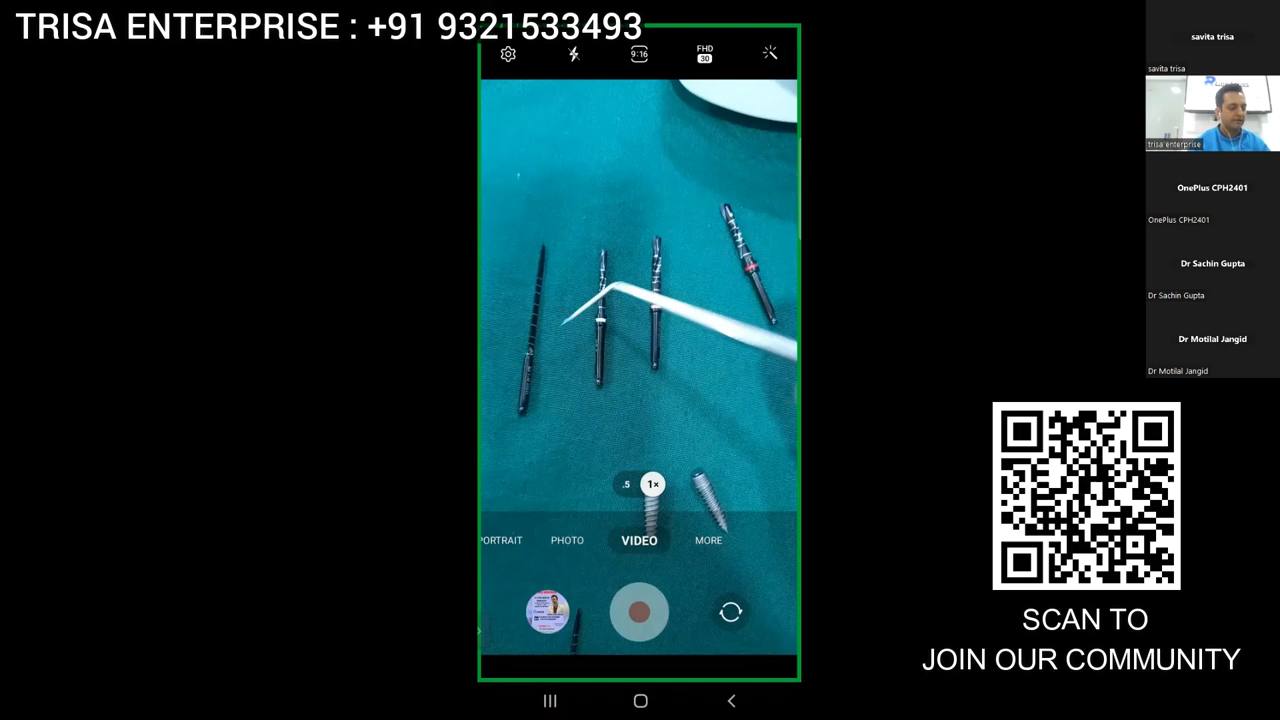 TRISA ENTERPRISE : +91 9321533493
9:16
FHD
30
.5
1×
PORTRAIT
PHOTO
VIDEO
MORE
savita trisa
savita trisa
trisa enterprise
OnePlus CPH2401
OnePlus CPH2401
Dr Sachin Gupta
Dr Sachin Gupta
Dr Motilal Jangid
Dr Motilal Jangid
SCAN TO
JOIN OUR COMMUNITY